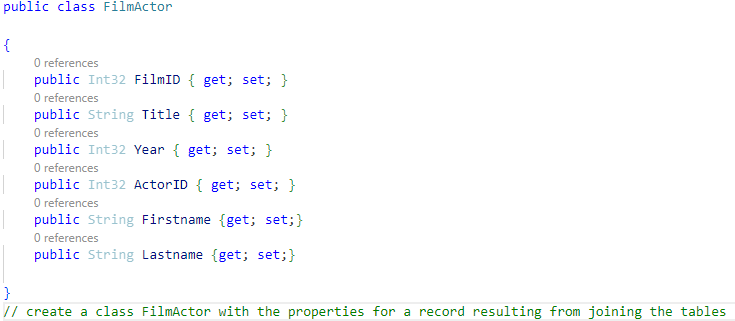 public class FilmActor
{
0 references
public Int32 FilmID { get; set; }
0 references
public String Title { get; set; }
0 references
public Int32 Year { get; set; }
0 references
public Int32 ActorID { get; set; }
0 references
public String Firstname {get; set;}
0 references
public String Lastname {get; set;}
}
// create a class FilmActor with the properties for a record resulting from joining the tables